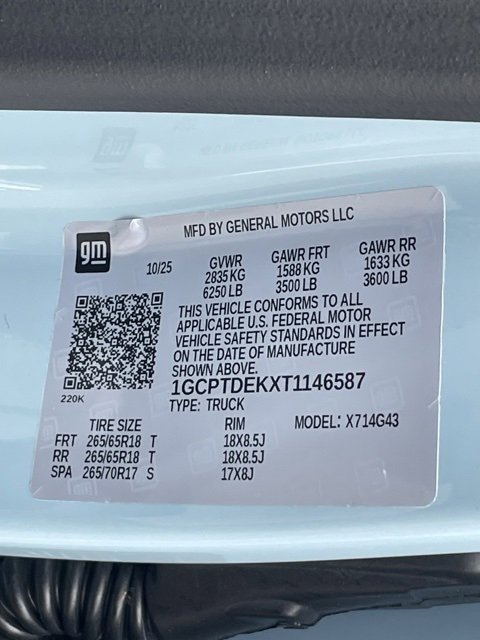 MFD BY GENERAL MOTORS LLC
gm
10/25
GVWR GAWR FRT GAWR RR
2835 KG 1588 KG 1633 KG
6250 LB 3500 LB 3600 LB
THIS VEHICLE CONFORMS TO ALL
APPLICABLE U.S. FEDERAL MOTOR
VEHICLE SAFETY STANDARDS IN EFFECT
ON THE DATE OF MANUFACTURE
SHOWN ABOVE.
220K
1GCPTDEKXT1146587
TYPE: TRUCK
TIRE SIZE RIM MODEL: X714G43
FRT 265/65R18 T 18X8.5J
RR 265/65R18 T 18X8.5J
SPA 265/70R17 S 17X8J